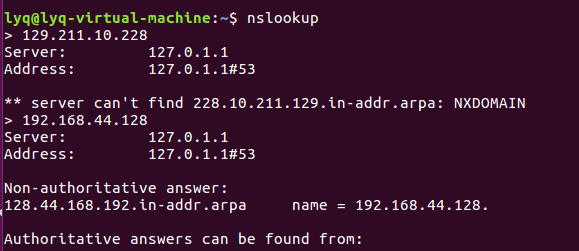 lyq@lyq-virtual-machine:~$ nslookup
> 129.211.10.228
Server:         127.0.1.1
Address:        127.0.1.1#53

** server can't find 228.10.211.129.in-addr.arpa: NXDOMAIN
> 192.168.44.128
Server:         127.0.1.1
Address:        127.0.1.1#53

Non-authoritative answer:
128.44.168.192.in-addr.arpa     name = 192.168.44.128.

Authoritative answers can be found from: